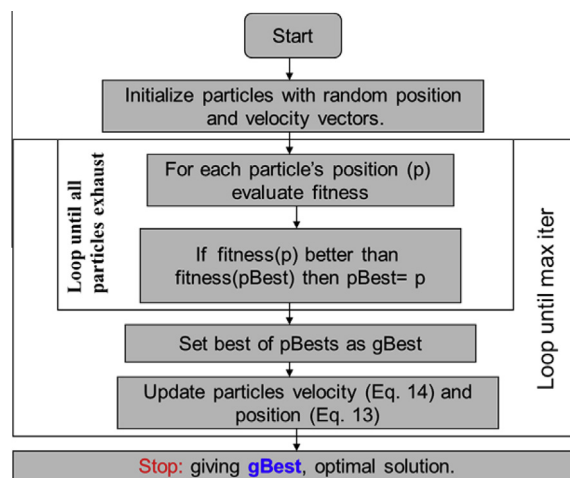 Start
Initialize particles with random position
and velocity vectors.
For each particle's position (p)
evaluate fitness
Loop until all
particles exhaust
If fitness(p) better than
fitness(pBest) then pBest= p
Loop until max iter
Set best of pBests as gBest
Update particles velocity (Eq. 14) and
position (Eq. 13)
Stop: giving gBest, optimal solution.